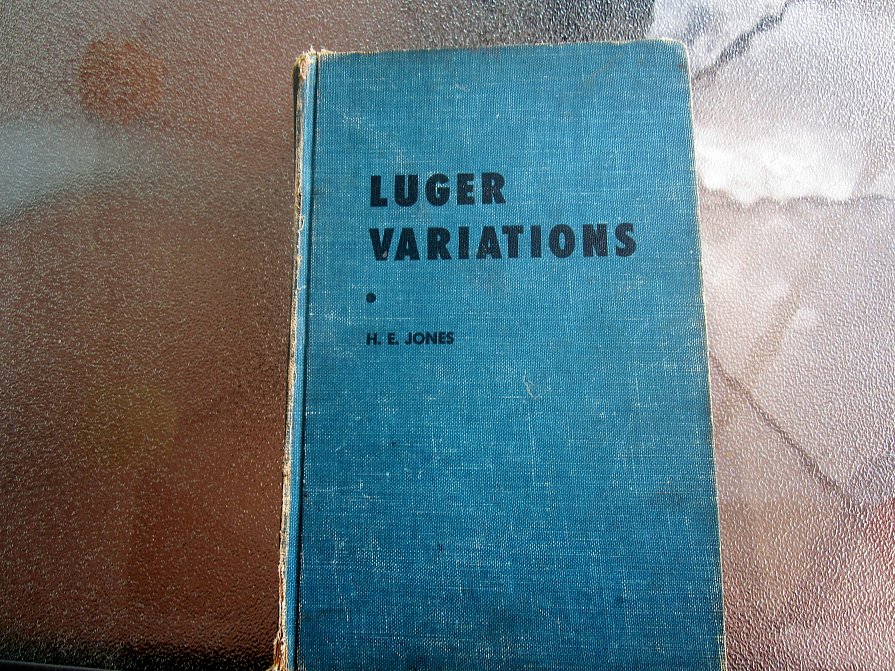 LUGER
VARIATIONS
•
H. E. JONES